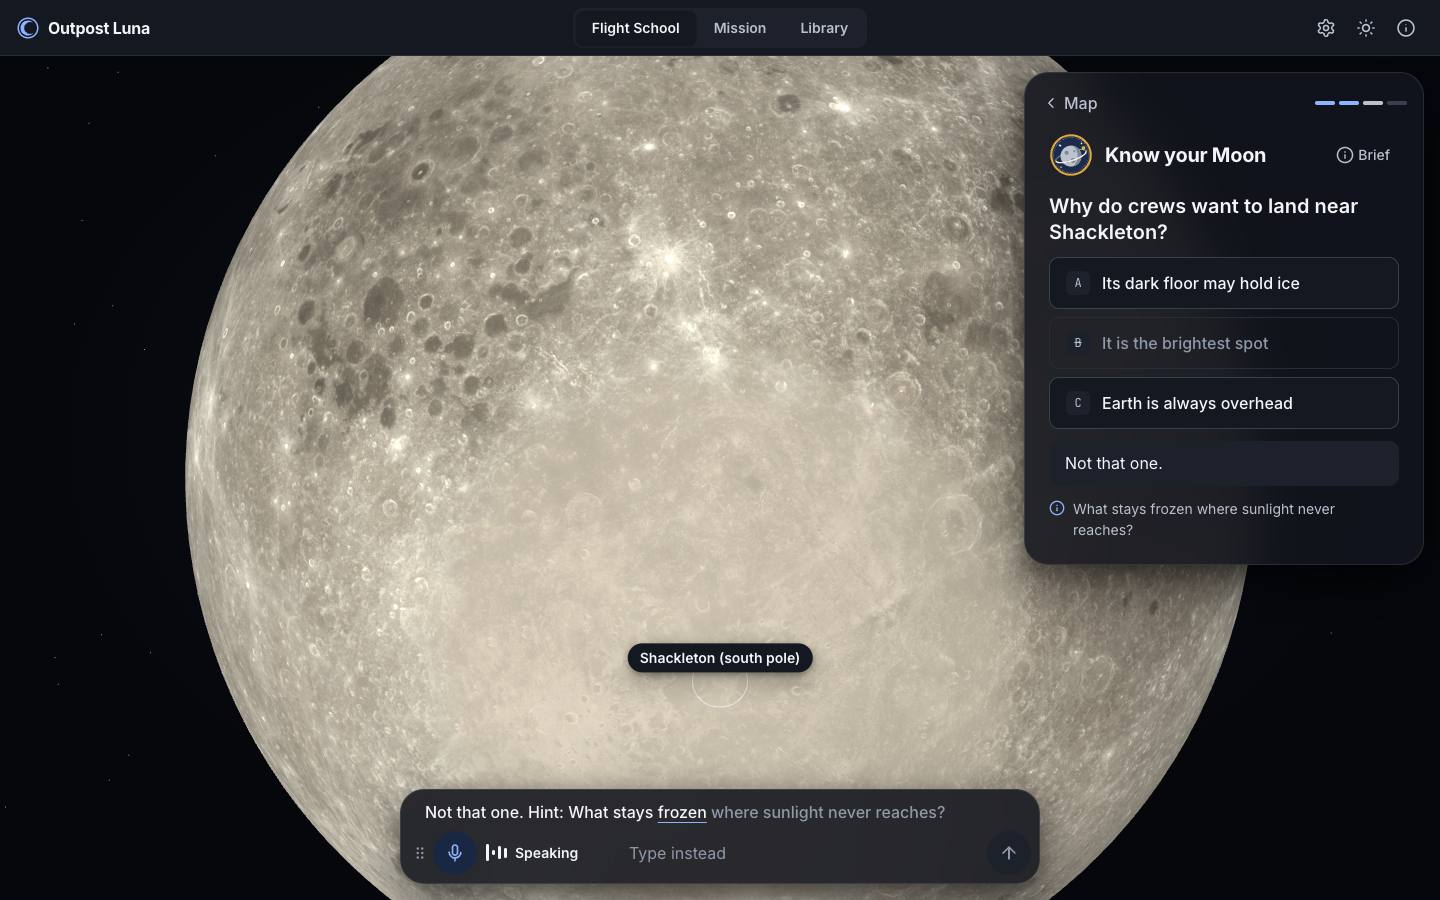 Outpost Luna
Flight School
Mission
Library
Map
Know your Moon
Brief
Why do crews want to land near
Shackleton?
A Its dark floor may hold ice
B It is the brightest spot
C Earth is always overhead
Not that one.
What stays frozen where sunlight never
reaches?
Shackleton (south pole)
Not that one. Hint: What stays frozen where sunlight never reaches?
Speaking
Type instead